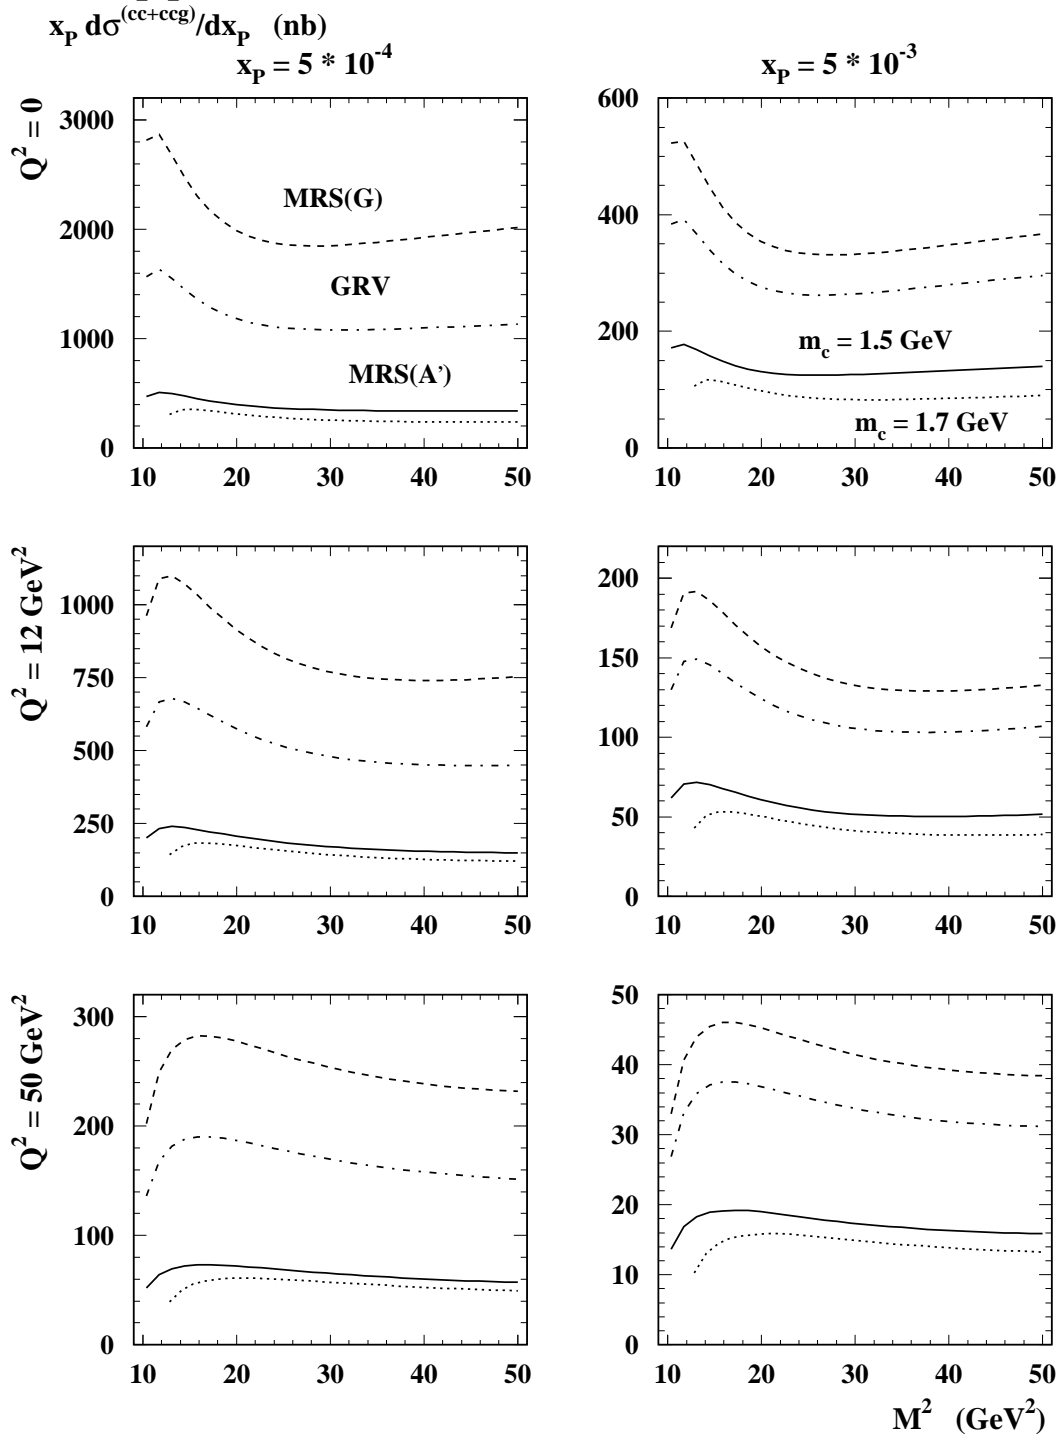 x_P dσ^(cc+ccg)/dx_P (nb)
x_P = 5 * 10^-4
x_P = 5 * 10^-3
Q^2 = 0
3000
2000
1000
0
MRS(G)
GRV
MRS(A’)
10 20 30 40 50
600
400
200
0
m_c = 1.5 GeV
m_c = 1.7 GeV
10 20 30 40 50
Q^2 = 12 GeV^2
1000
750
500
250
0
10 20 30 40 50
200
150
100
50
0
10 20 30 40 50
Q^2 = 50 GeV^2
300
200
100
0
10 20 30 40 50
50
40
30
20
10
0
10 20 30 40 50
M^2 (GeV^2)